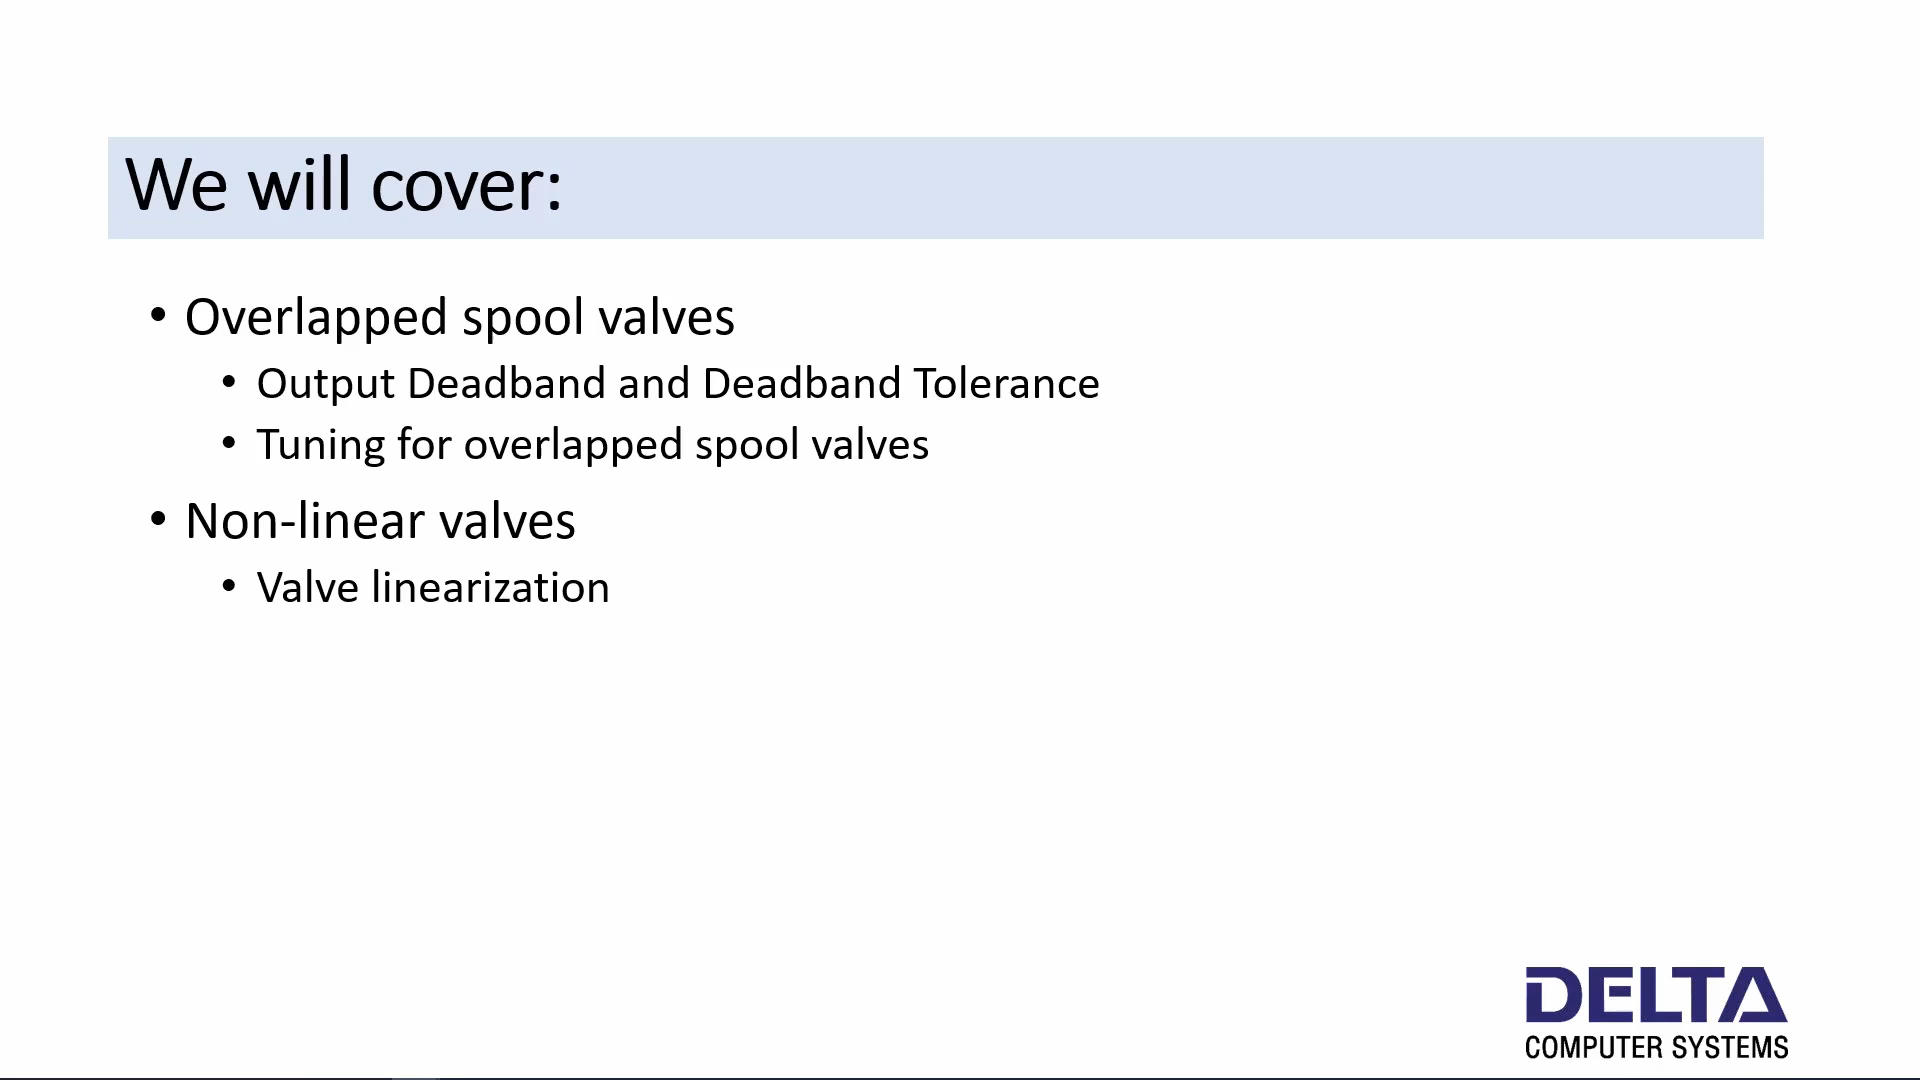 We will cover:
• Overlapped spool valves
• Output Deadband and Deadband Tolerance
• Tuning for overlapped spool valves
• Non-linear valves
• Valve linearization
DELTA
COMPUTER SYSTEMS